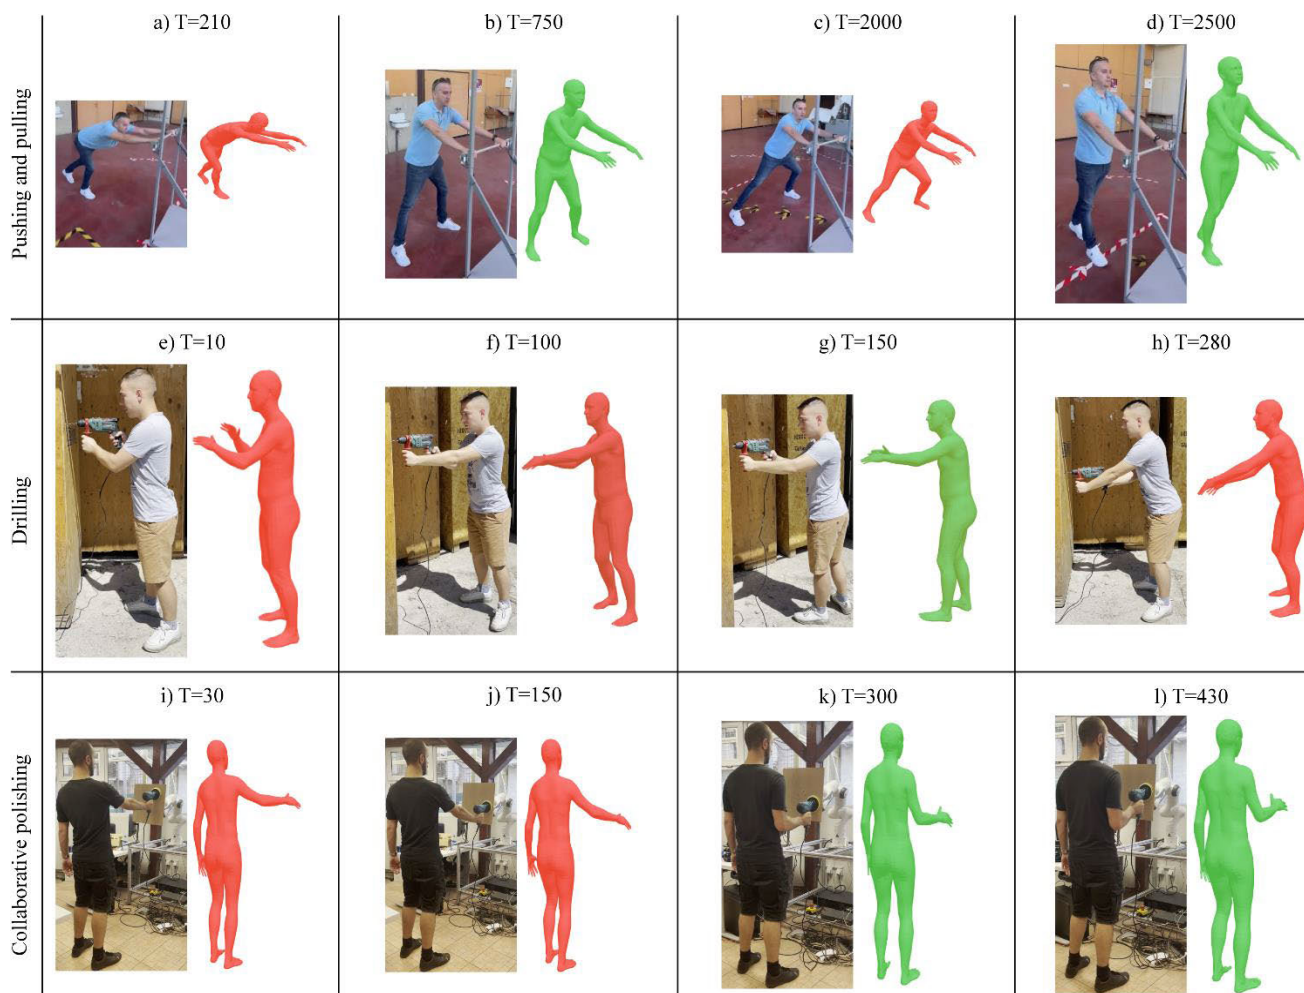 a) T=210
b) T=750
c) T=2000
d) T=2500
Pushing and pulling
e) T=10
f) T=100
g) T=150
h) T=280
Drilling
i) T=30
j) T=150
k) T=300
l) T=430
Collaborative polishing